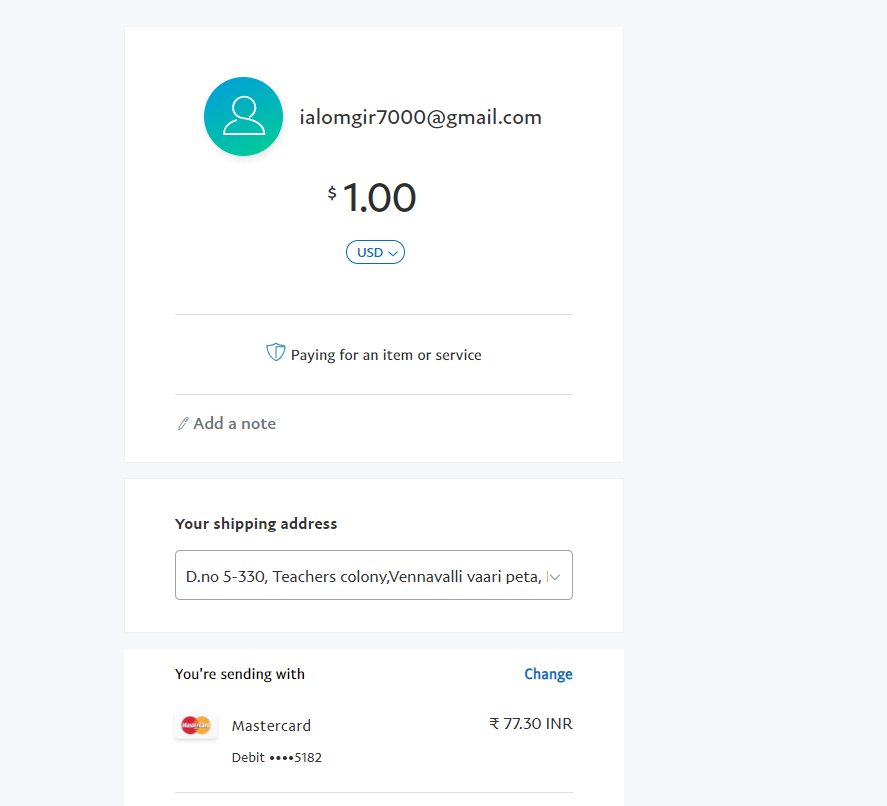 ialomgir7000@gmail.com
$ 1.00
USD
Paying for an item or service
Add a note
Your shipping address
D.no 5-330, Teachers colony,Vennavalli vaari peta,
You're sending with
Change
MasterCard
Mastercard
₹ 77.30 INR
Debit ••••5182